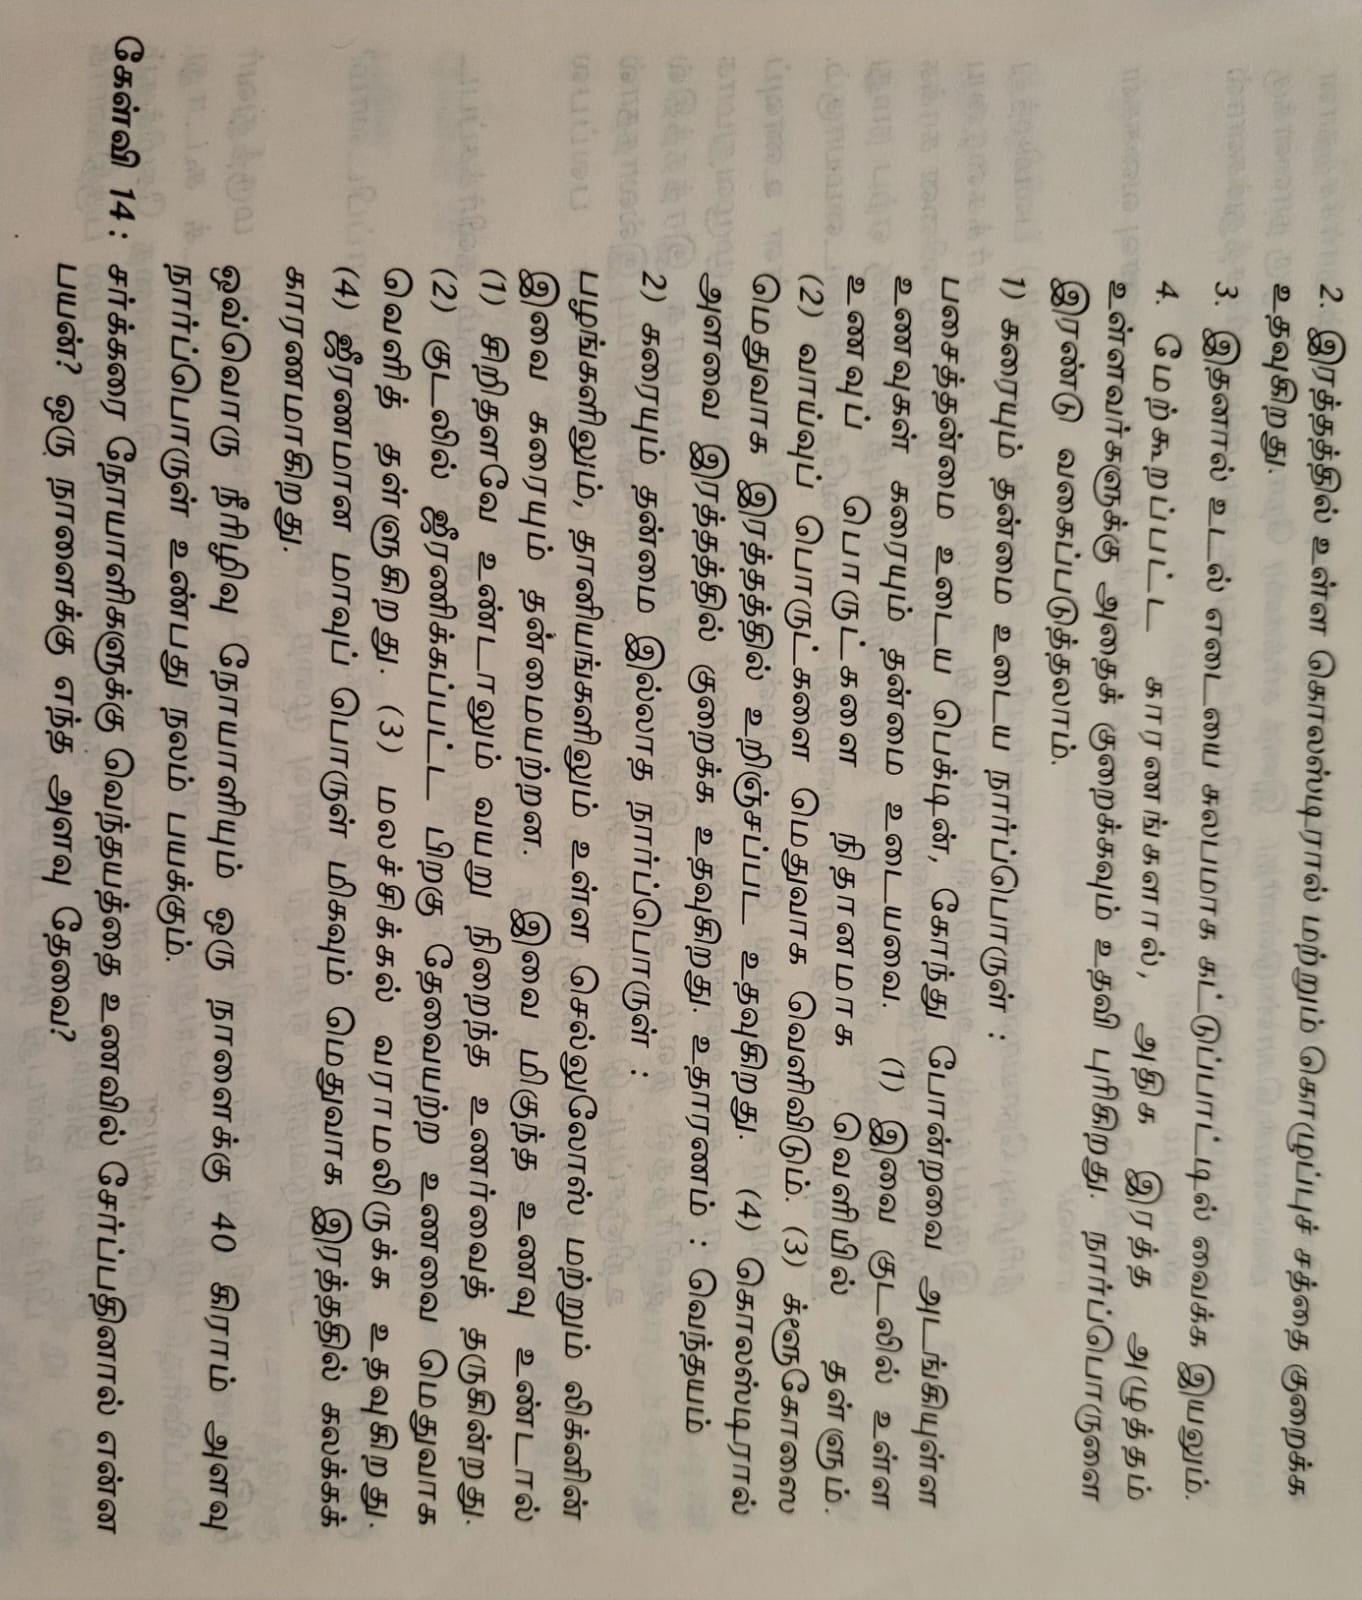 2. இரத்தத்தில் உள்ள கொலஸ்டிரால் மற்றும் கொழுப்புச் சத்தை குறைக்க
உதவுகிறது.
3. இதனால் உடல் எடையை சுலபமாக கட்டுப்பாட்டில் வைக்க இயலும்.
4. மேற்கூறப்பட்ட காரணங்களால், அதிக இரத்த அழுத்தம்
உள்ளவர்களுக்கு அதைக் குறைக்கவும் உதவி புரிகிறது. நார்ப்பொருளை
இரண்டு வகைப்படுத்தலாம்.
1) கரையும் தன்மை உடைய நார்ப்பொருள் :
பசைத்தன்மை உடைய பெக்டின், கோந்து போன்றவை அடங்கியுள்ள
உணவுகள் கரையும் தன்மை உடையவை. (1) இவை குடலில் உள்ள
உணவுப் பொருட்களை நிதானமாக வெளியில் தள்ளும்.
(2) வாய்வுப் பொருட்களை மெதுவாக வெளிவிடும். (3) க்ளூகோஸை
மெதுவாக இரத்தத்தில் உறிஞ்சப்பட உதவுகிறது. (4) கொலஸ்டிரால்
அளவை இரத்தத்தில் குறைக்க உதவுகிறது. உதாரணம் : வெந்தயம்
2) கரையும் தன்மை இல்லாத நார்ப்பொருள் :
பழங்களிலும், தானியங்களிலும் உள்ள செல்லுலோஸ் மற்றும் லிக்னின்
இவை கரையும் தன்மையற்றன. இவை மிகுந்த உணவு உண்டால்
(1) சிறிதளவே உண்டாலும் வயறு நிறைந்த உணர்வைத் தருகின்றது.
(2) குடலில் ஜீரணிக்கப்பட்ட பிறகு தேவையற்ற உணவை மெதுவாக
வெளித் தள்ளுகிறது. (3) மலச்சிக்கல் வராமலிருக்க உதவுகிறது.
(4) ஜீரணமான மாவுப் பொருள் மிகவும் மெதுவாக இரத்ததில் கலக்கக்
காரணமாகிறது.
ஒவ்வொரு நீரிழிவு நோயாளியும் ஒரு நாளைக்கு 40 கிராம் அளவு
நார்ப்பொருள் உண்பது நலம் பயக்கும்.
கேள்வி 14 : சர்க்கரை நோயாளிகளுக்கு வெந்தயத்தை உணவில் சேர்ப்பதினால் என்ன
பயன்? ஒரு நாளைக்கு எந்த அளவு தேவை?